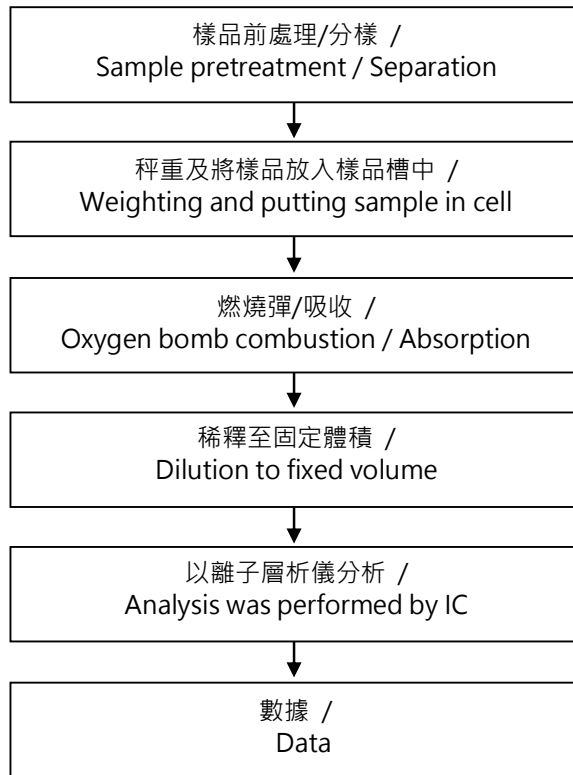 樣品前處理/分樣 /
Sample pretreatment / Separation
秤重及將樣品放入樣品槽中 /
Weighting and putting sample in cell
燃燒彈/吸收 /
Oxygen bomb combustion / Absorption
稀釋至固定體積 /
Dilution to fixed volume
以離子層析儀分析 /
Analysis was performed by IC
數據 /
Data